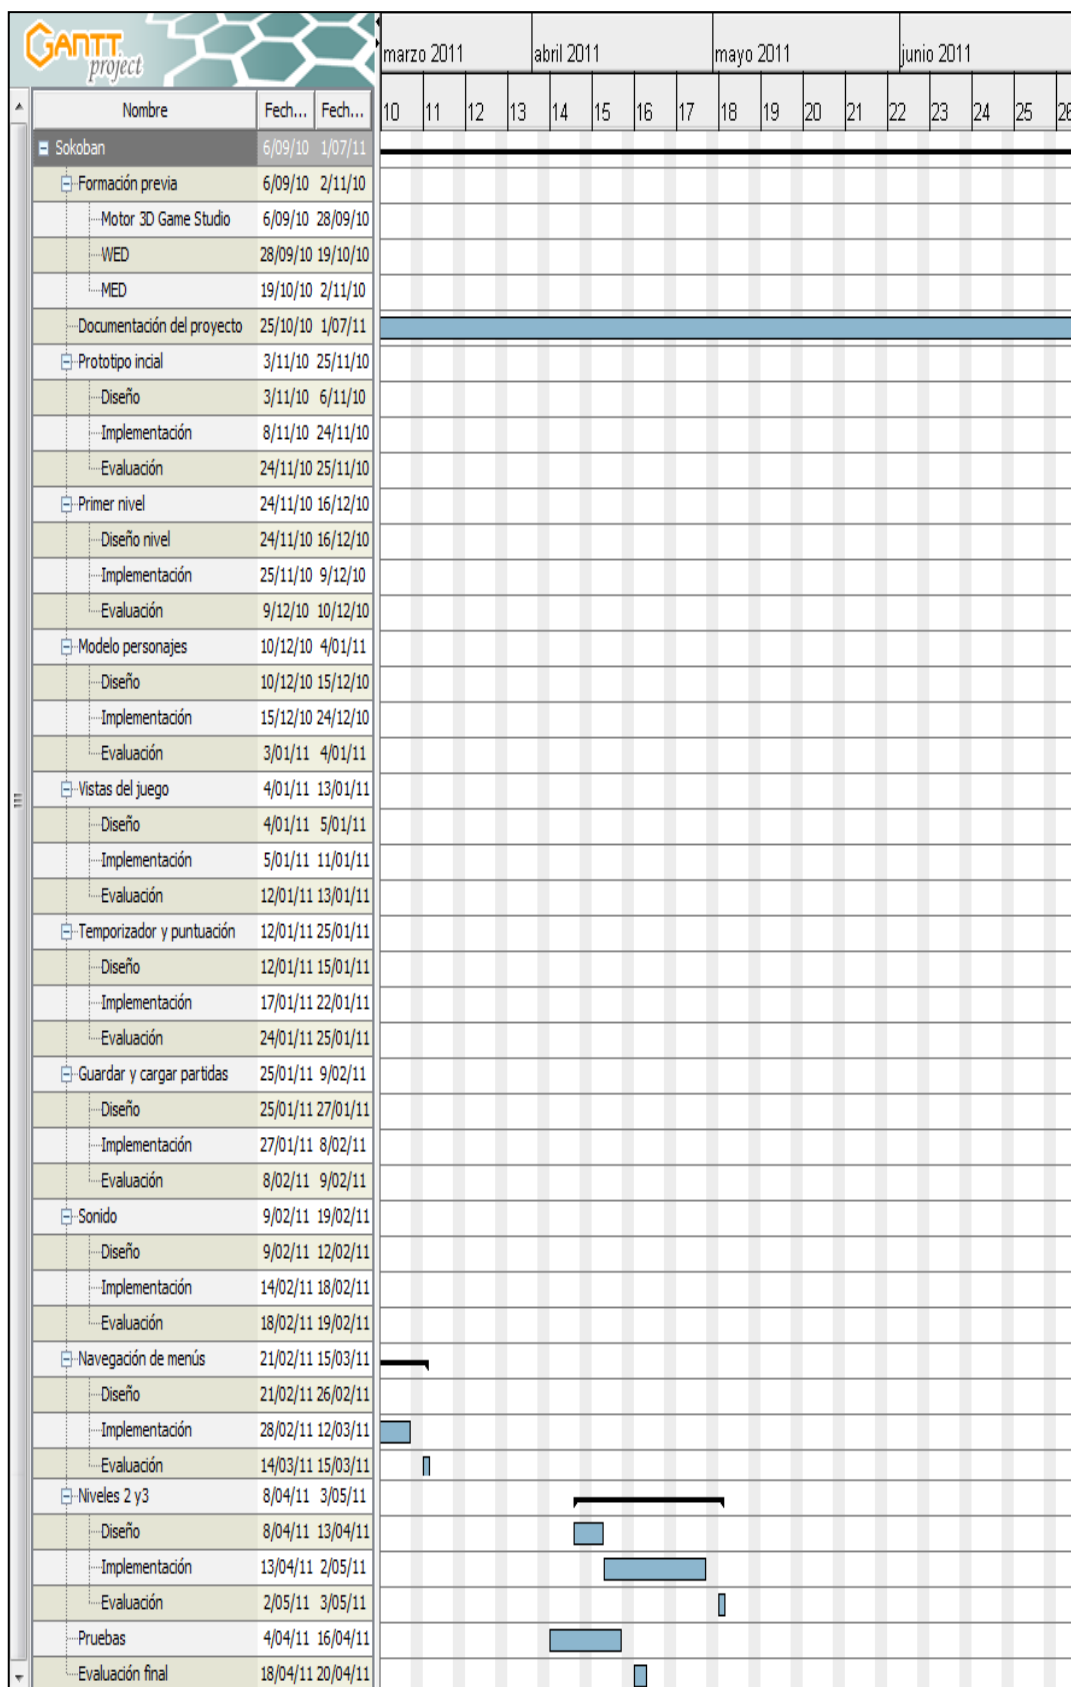 GANTT
project
marzo 2011 abril 2011 mayo 2011 junio 2011
Nombre Fech... Fech... 10 11 12 13 14 15 16 17 18 19 20 21 22 23 24 25 26
Sokoban 6/09/10 1/07/11
Formación previa 6/09/10 2/11/10
Motor 3D Game Studio 6/09/10 28/09/10
WED 28/09/10 19/10/10
MED 19/10/10 2/11/10
Documentación del proyecto 25/10/10 1/07/11
Prototipo incial 3/11/10 25/11/10
Diseño 3/11/10 6/11/10
Implementación 8/11/10 24/11/10
Evaluación 24/11/10 25/11/10
Primer nivel 24/11/10 16/12/10
Diseño nivel 24/11/10 16/12/10
Implementación 25/11/10 9/12/10
Evaluación 9/12/10 10/12/10
Modelo personajes 10/12/10 4/01/11
Diseño 10/12/10 15/12/10
Implementación 15/12/10 24/12/10
Evaluación 3/01/11 4/01/11
Vistas del juego 4/01/11 13/01/11
Diseño 4/01/11 5/01/11
Implementación 5/01/11 11/01/11
Evaluación 12/01/11 13/01/11
Temporizador y puntuación 12/01/11 25/01/11
Diseño 12/01/11 15/01/11
Implementación 17/01/11 22/01/11
Evaluación 24/01/11 25/01/11
Guardar y cargar partidas 25/01/11 9/02/11
Diseño 25/01/11 27/01/11
Implementación 27/01/11 8/02/11
Evaluación 8/02/11 9/02/11
Sonido 9/02/11 19/02/11
Diseño 9/02/11 12/02/11
Implementación 14/02/11 18/02/11
Evaluación 18/02/11 19/02/11
Navegación de menús 21/02/11 15/03/11
Diseño 21/02/11 26/02/11
Implementación 28/02/11 12/03/11
Evaluación 14/03/11 15/03/11
Niveles 2 y3 8/04/11 3/05/11
Diseño 8/04/11 13/04/11
Implementación 13/04/11 2/05/11
Evaluación 2/05/11 3/05/11
Pruebas 4/04/11 16/04/11
Evaluación final 18/04/11 20/04/11